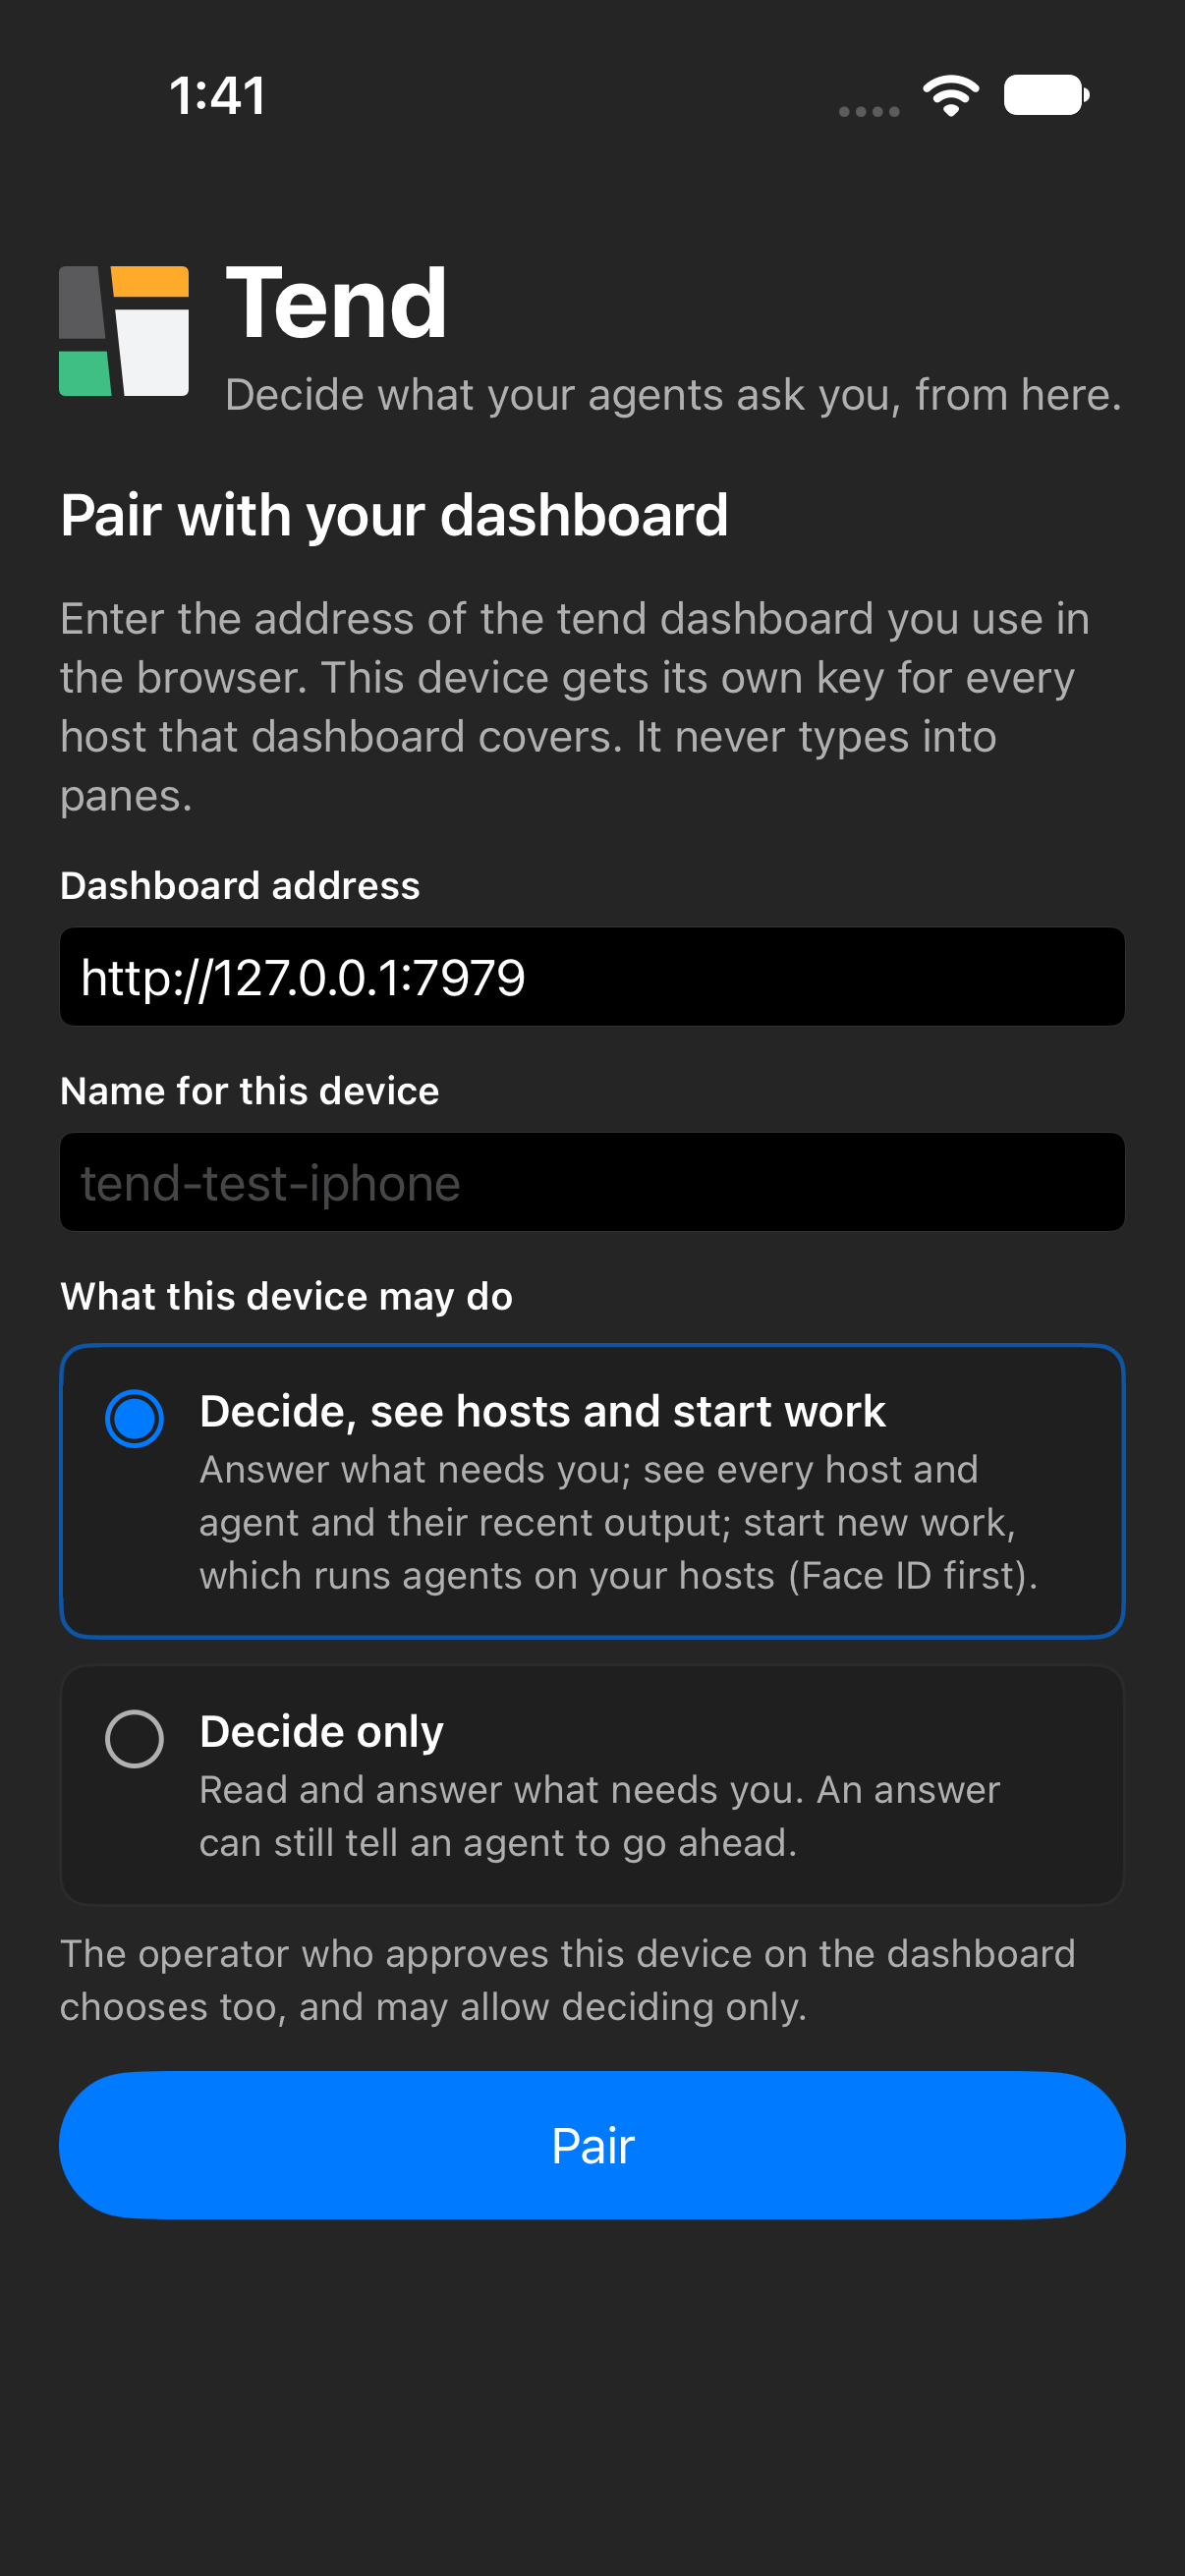 1:41
Tend
Decide what your agents ask you, from here.
Pair with your dashboard
Enter the address of the tend dashboard you use in
the browser. This device gets its own key for every
host that dashboard covers. It never types into
panes.
Dashboard address
http://127.0.0.1:7979
Name for this device
tend-test-iphone
What this device may do
Decide, see hosts and start work
Answer what needs you; see every host and
agent and their recent output; start new work,
which runs agents on your hosts (Face ID first).
Decide only
Read and answer what needs you. An answer
can still tell an agent to go ahead.
The operator who approves this device on the dashboard
chooses too, and may allow deciding only.
Pair